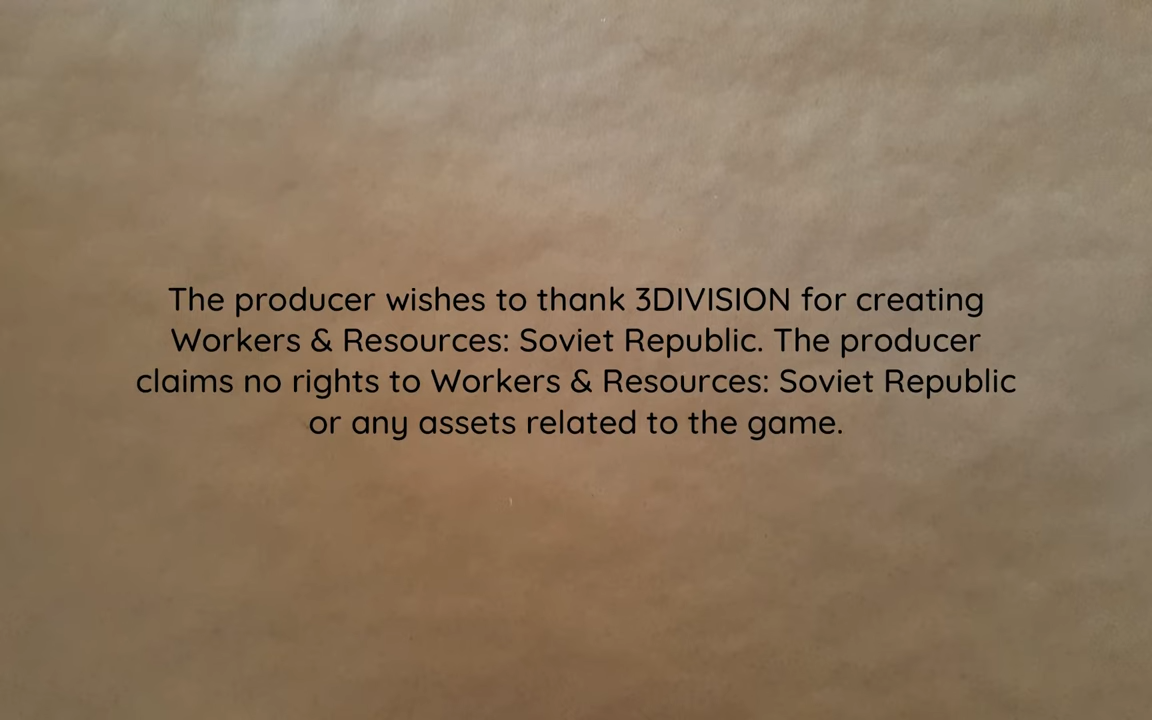 The producer wishes to thank 3DIVISION for creating
Workers & Resources: Soviet Republic. The producer
claims no rights to Workers & Resources: Soviet Republic
or any assets related to the game.